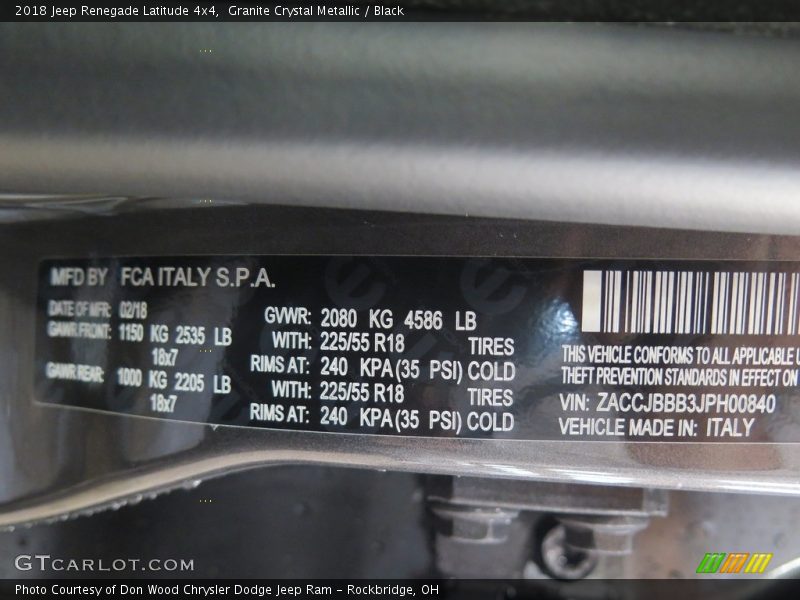 2018 Jeep Renegade Latitude 4x4,  Granite Crystal Metallic / Black
MFD BY FCA ITALY S.P.A.
DATE OF MFR: 02/18
GAWR FRONT: 1150 KG 2535 LB
18x7
GAWR REAR: 1000 KG 2205 LB
18x7
GVWR: 2080 KG 4586 LB
WITH: 225/55 R18 TIRES
RIMS AT: 240 KPA(35 PSI) COLD
WITH: 225/55 R18 TIRES
RIMS AT: 240 KPA(35 PSI) COLD
THIS VEHICLE CONFORMS TO ALL APPLICABLE
THEFT PREVENTION STANDARDS IN EFFECT ON
VIN: ZACCJBBB3JPH00840
VEHICLE MADE IN: ITALY
GTCARLOT.COM
Photo Courtesy of Don Wood Chrysler Dodge Jeep Ram - Rockbridge, OH